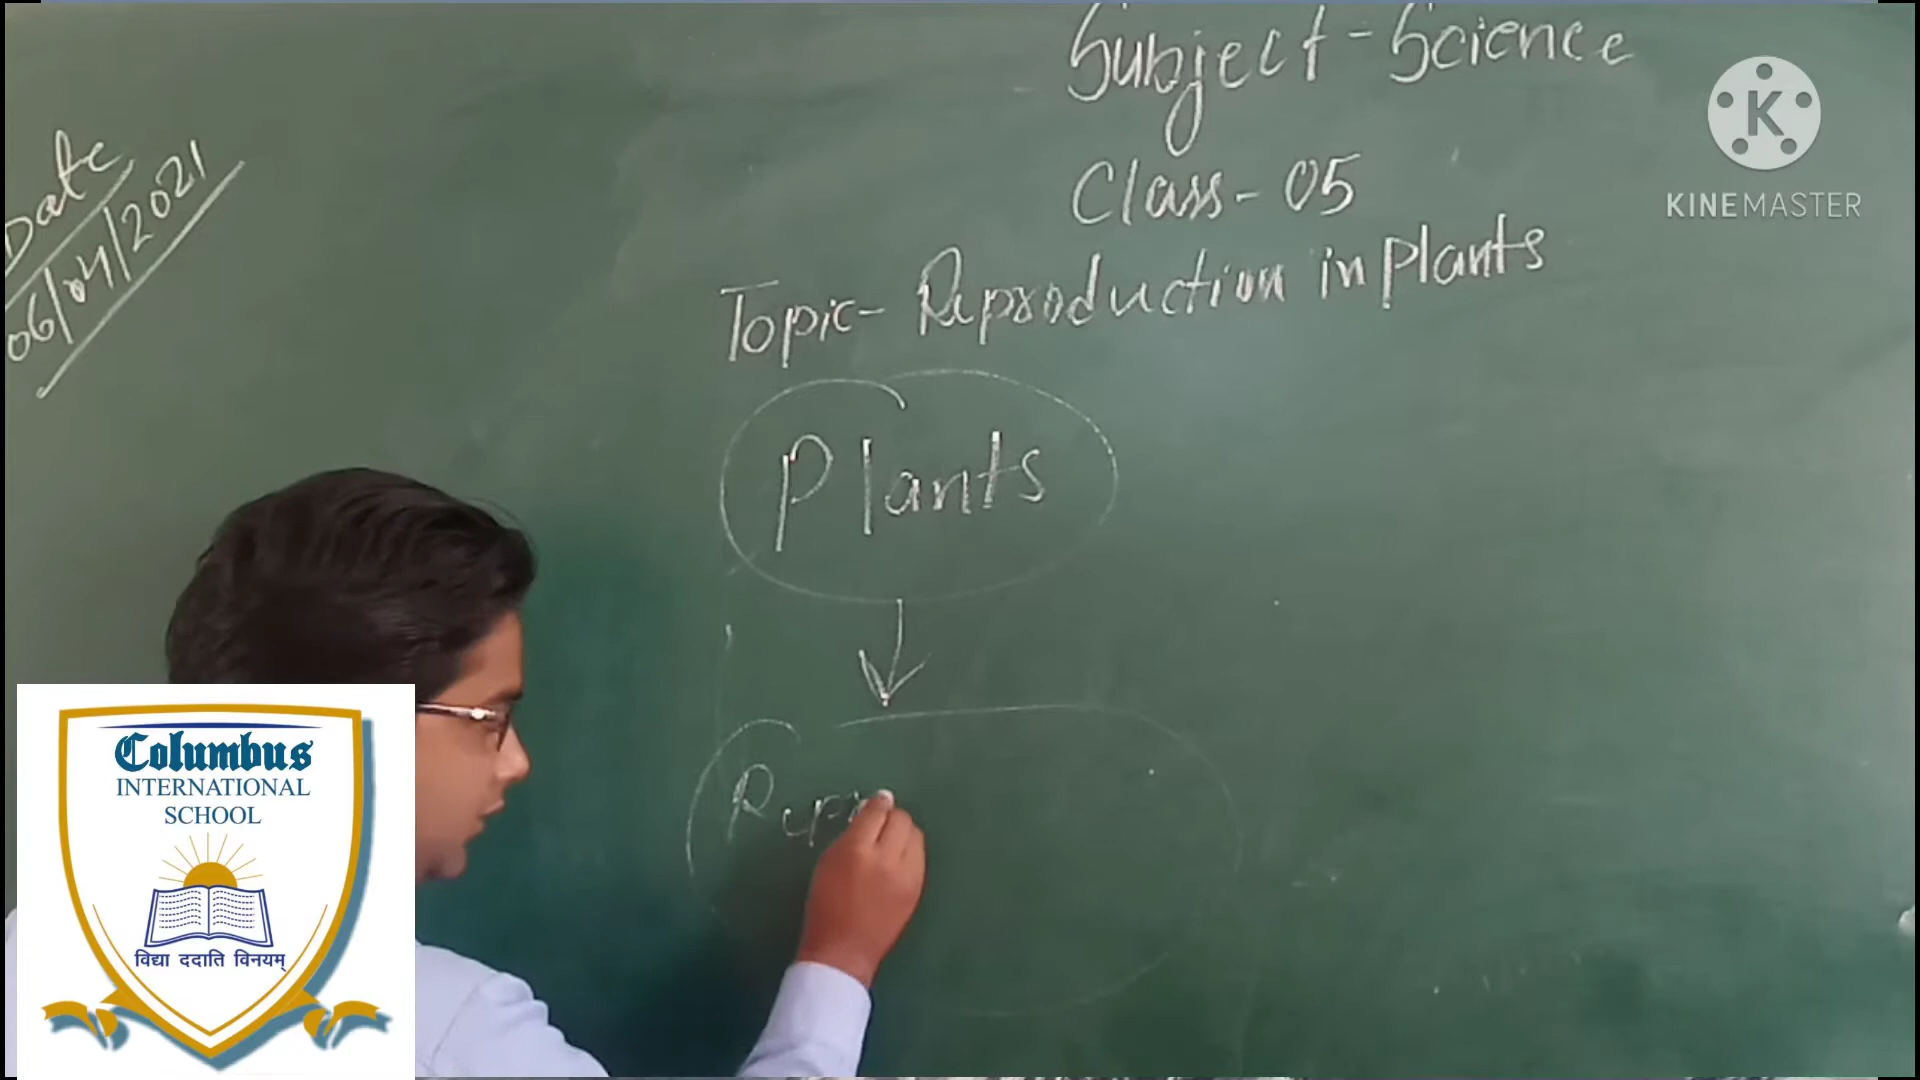 Subject - Science
KINEMASTER
Date
06/04/2021
Class - 05
Topic - Reproduction in Plants
Plants
Repr
Columbus
INTERNATIONAL
SCHOOL
विद्या ददाति विनयम्